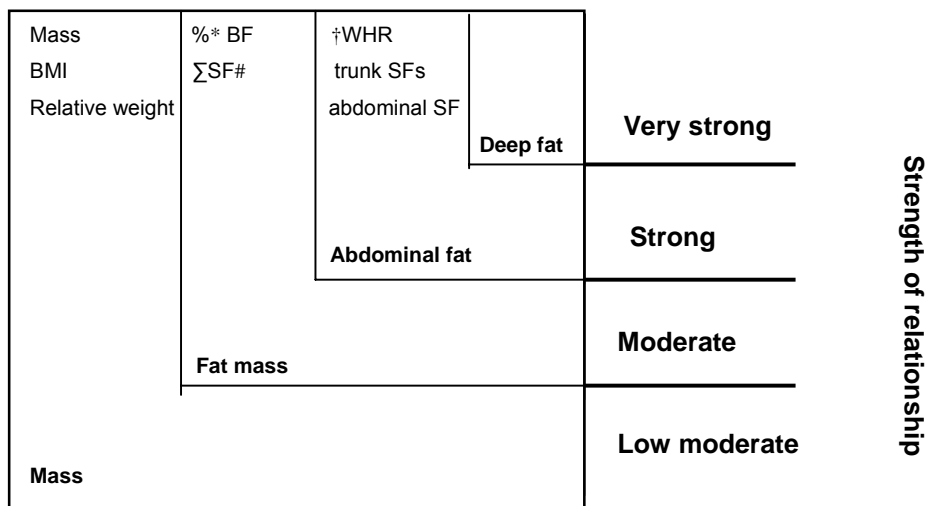 Mass
BMI
Relative weight
%* BF
∑SF#
†WHR
trunk SFs
abdominal SF
Deep fat
Very strong
Abdominal fat
Strong
Fat mass
Moderate
Mass
Low moderate
Strength of relationship